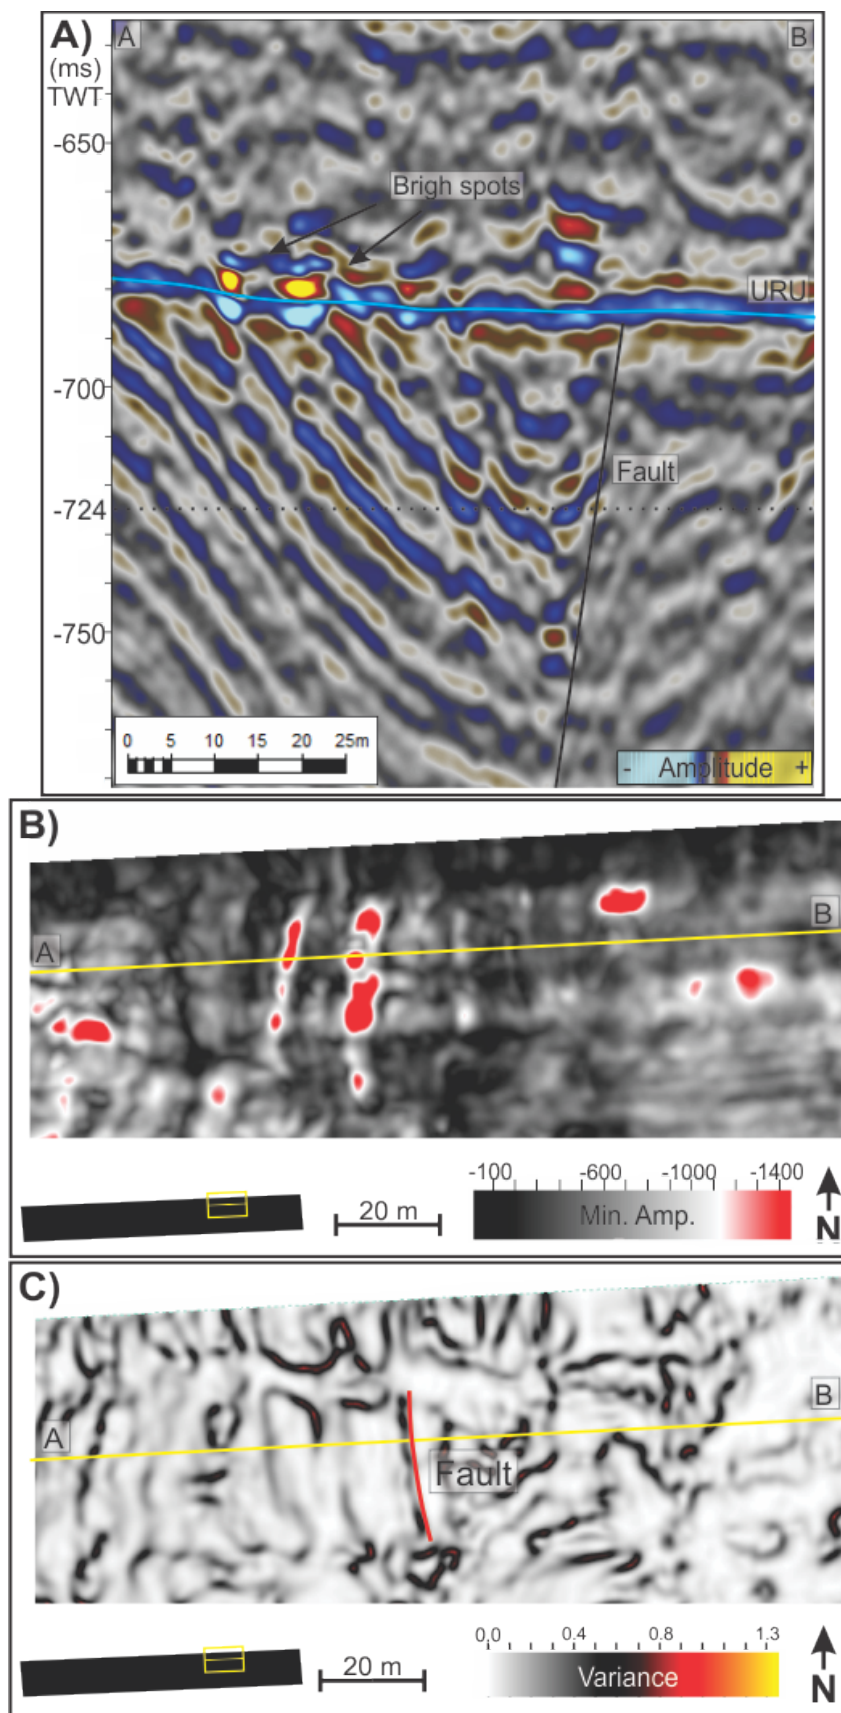 A)
A
B
(ms)
TWT
-650
Brigh spots
URU
-700
Fault
-724
-750
0 5 10 15 20 25m
- Amplitude +
B)
A
B
20 m
-100 -600 -1000 -1400
Min. Amp.
N
C)
A
B
Fault
20 m
0,0 0.4 0.8 1.3
Variance
N